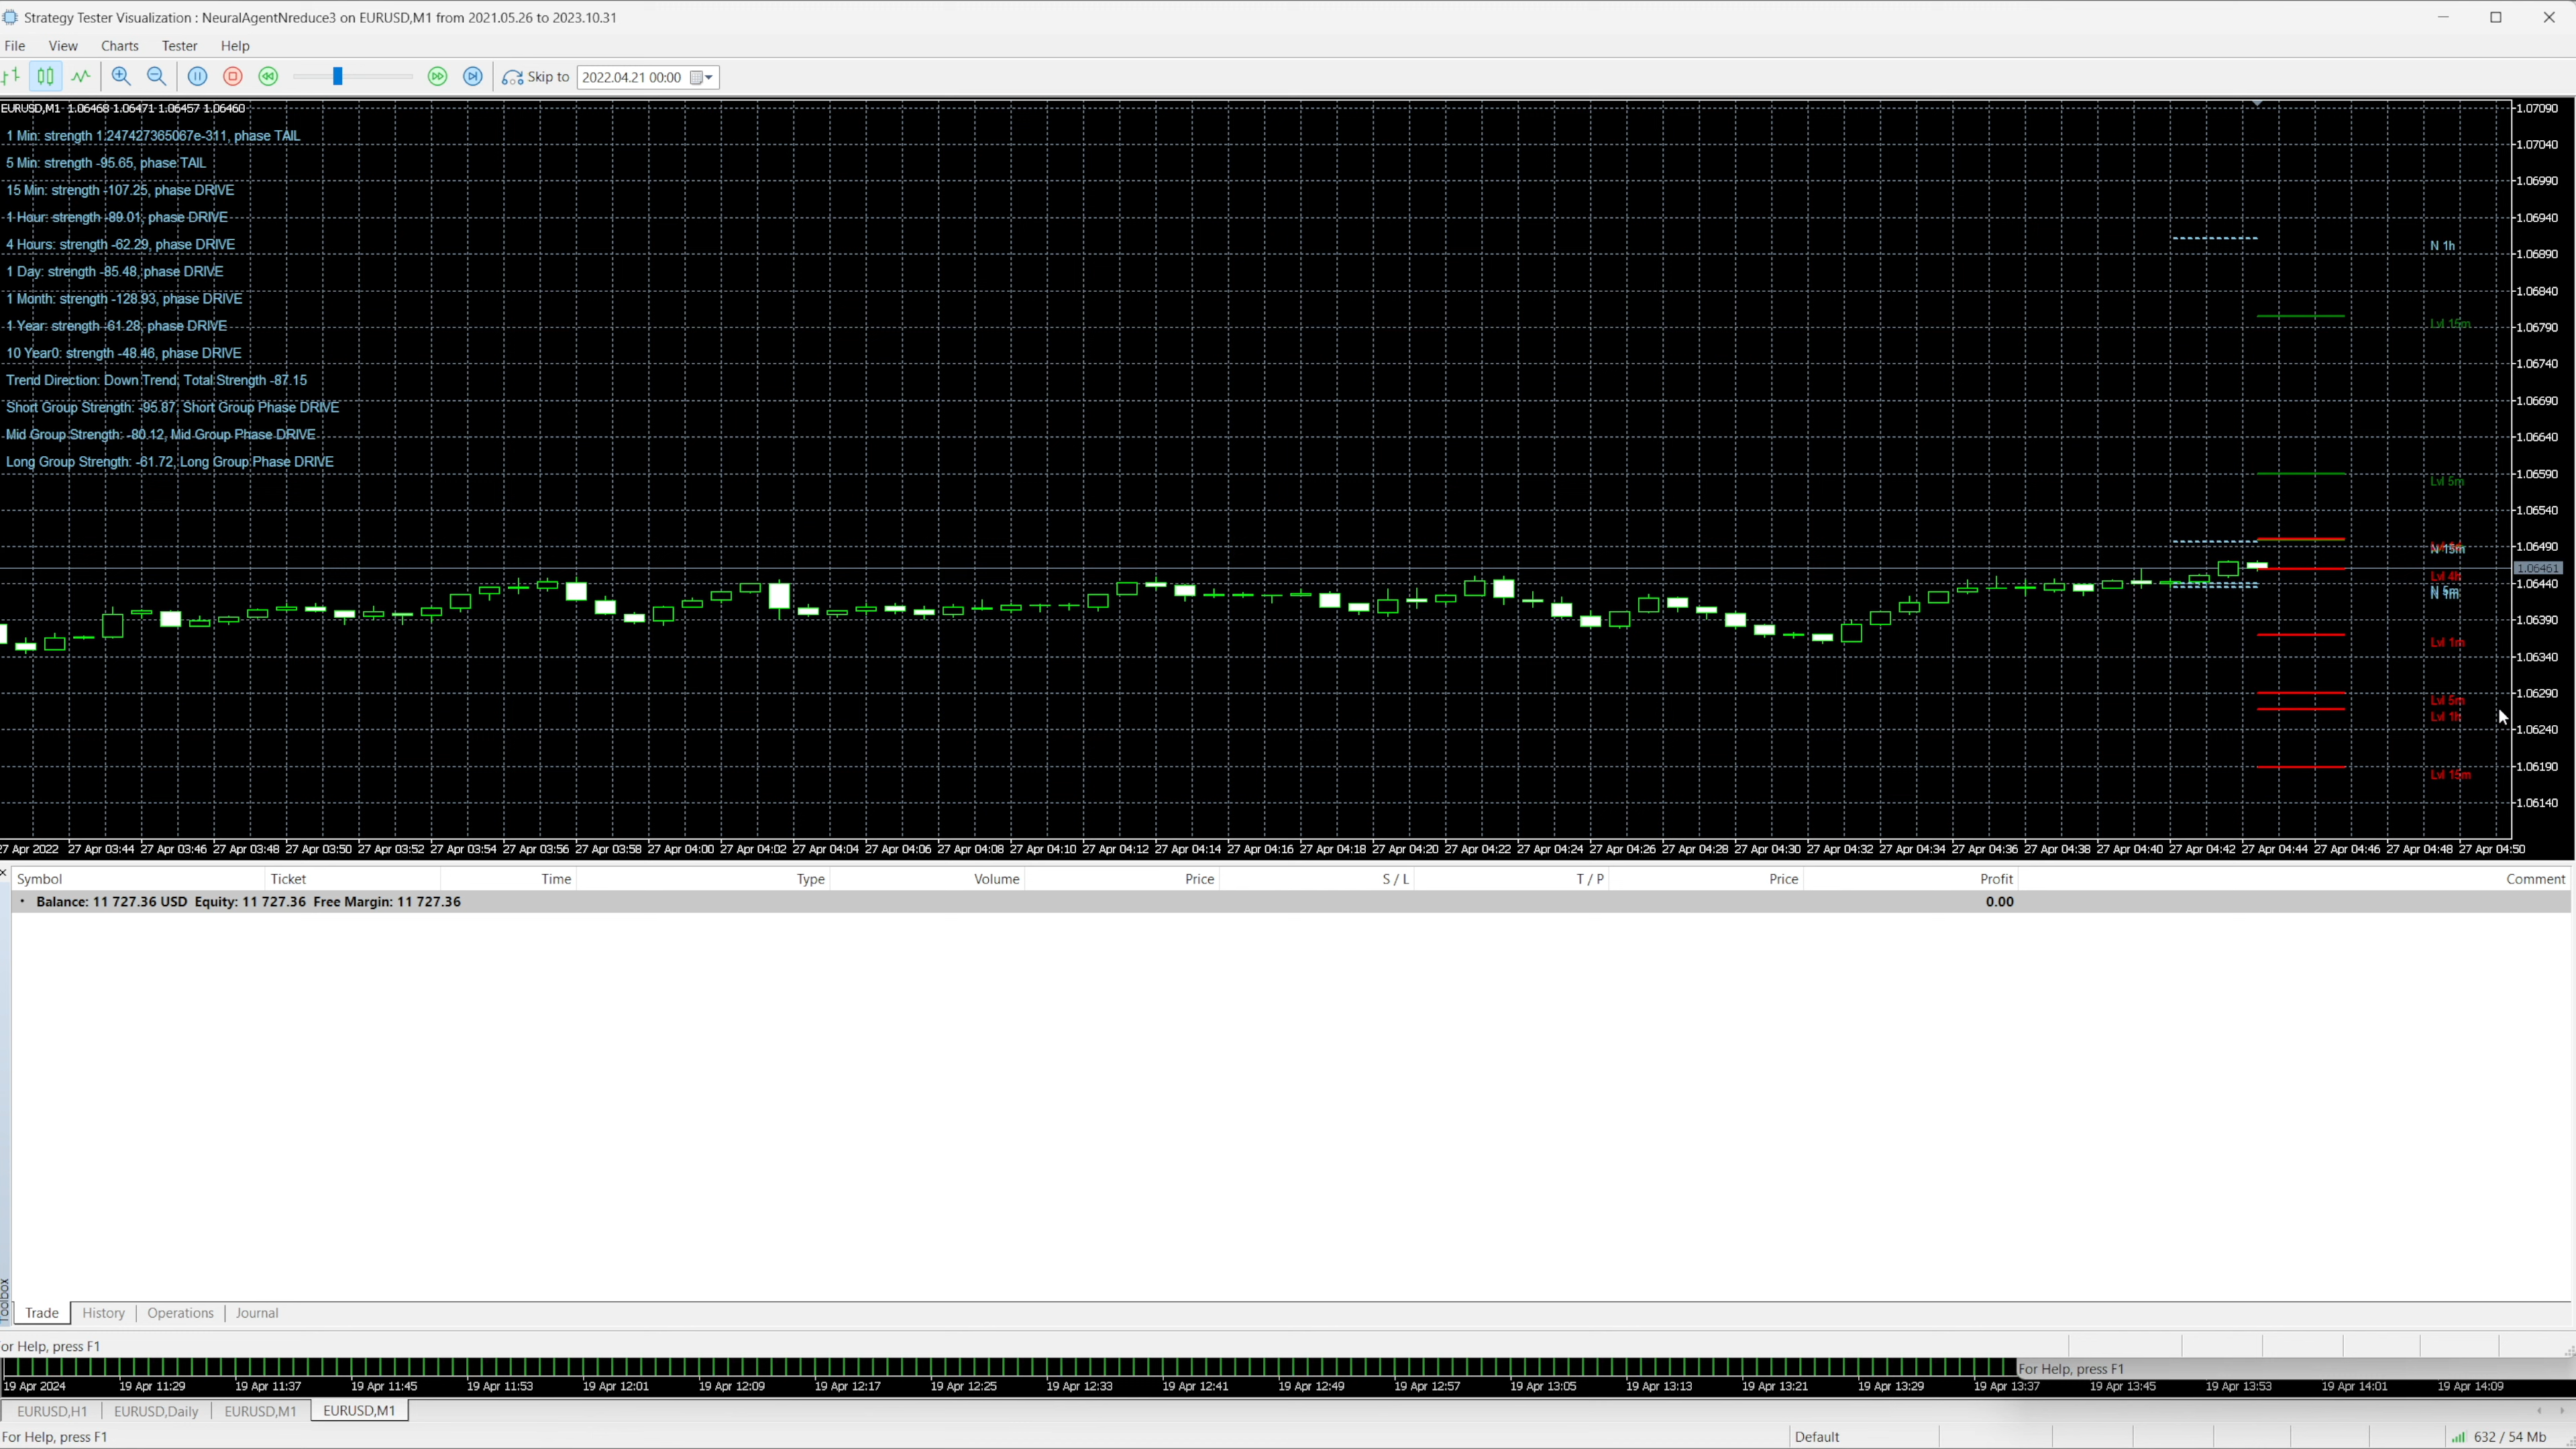 Strategy Tester Visualization : NeuralAgentNreduce3 on EURUSD,M1 from 2021.05.26 to 2023.10.31
File View Charts Tester Help
Skip to 2022.04.21 00:00
EURUSD,M1 1.06468 1.06471 1.06457 1.06460
1 Min: strength 1.247427365067e-311, phase TAIL
5 Min: strength -95.65, phase TAIL
15 Min: strength -107.25, phase DRIVE
1 Hour: strength -89.01, phase DRIVE
4 Hours: strength -62.29, phase DRIVE
1 Day: strength -85.48, phase DRIVE
1 Month: strength -128.93, phase DRIVE
1 Year: strength -61.28, phase DRIVE
10 Year0: strength -48.46, phase DRIVE
Trend Direction: Down Trend, Total Strength -87.15
Short Group Strength: -95.87, Short Group Phase DRIVE
Mid Group Strength: -80.12, Mid Group Phase DRIVE
Long Group Strength: -61.72, Long Group Phase DRIVE
N 1h
Lvl 15m
Lvl 5m
N 15m
Lvl 4h
N 1m
Lvl 1m
Lvl 5m
Lvl 1h
Lvl 15m
1.07090
1.07040
1.06990
1.06940
1.06890
1.06840
1.06790
1.06740
1.06690
1.06640
1.06590
1.06540
1.06490
1.06461
1.06440
1.06390
1.06340
1.06290
1.06240
1.06190
1.06140
27 Apr 2022 27 Apr 03:44 27 Apr 03:46 27 Apr 03:48 27 Apr 03:50 27 Apr 03:52 27 Apr 03:54 27 Apr 03:56 27 Apr 03:58 27 Apr 04:00 27 Apr 04:02 27 Apr 04:04 27 Apr 04:06 27 Apr 04:08 27 Apr 04:10 27 Apr 04:12 27 Apr 04:14 27 Apr 04:16 27 Apr 04:18 27 Apr 04:20 27 Apr 04:22 27 Apr 04:24 27 Apr 04:26 27 Apr 04:28 27 Apr 04:30 27 Apr 04:32 27 Apr 04:34 27 Apr 04:36 27 Apr 04:38 27 Apr 04:40 27 Apr 04:42 27 Apr 04:44 27 Apr 04:46 27 Apr 04:48 27 Apr 04:50
Symbol Ticket Time Type Volume Price S / L T / P Price Profit Comment
Balance: 11 727.36 USD Equity: 11 727.36 Free Margin: 11 727.36 0.00
Toolbox
Trade History Operations Journal
or Help, press F1
For Help, press F1
19 Apr 2024 19 Apr 11:29 19 Apr 11:37 19 Apr 11:45 19 Apr 11:53 19 Apr 12:01 19 Apr 12:09 19 Apr 12:17 19 Apr 12:25 19 Apr 12:33 19 Apr 12:41 19 Apr 12:49 19 Apr 12:57 19 Apr 13:05 19 Apr 13:13 19 Apr 13:21 19 Apr 13:29 19 Apr 13:37 19 Apr 13:45 19 Apr 13:53 19 Apr 14:01 19 Apr 14:09
EURUSD,H1 EURUSD,Daily EURUSD,M1 EURUSD,M1
For Help, press F1 Default 632 / 54 Mb